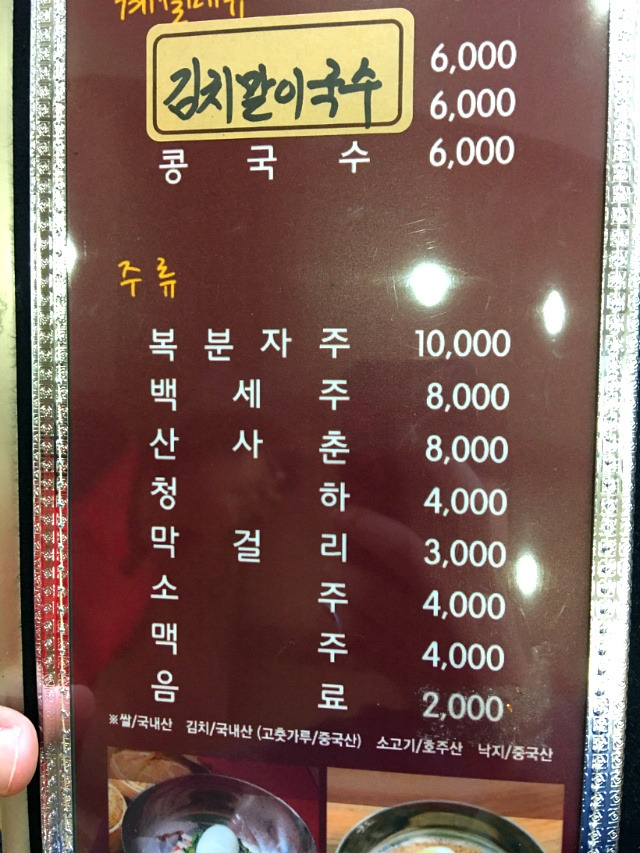 계절메뉴
김치말이국수 6,000
6,000
콩국수 6,000
주류
복분자주 10,000
백세주 8,000
산사춘 8,000
청하 4,000
막걸리 3,000
소주 4,000
맥주 4,000
음료 2,000
※쌀/국내산 김치/국내산 (고춧가루/중국산) 소고기/호주산 낙지/중국산